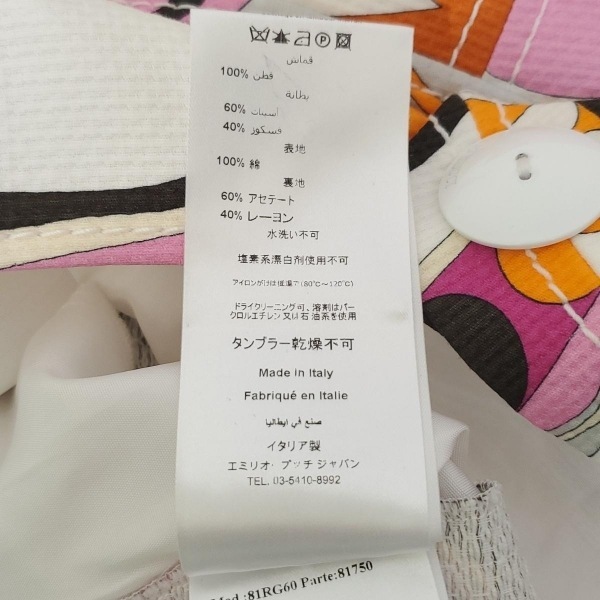 قماش
100% قطن
بطانة
60% أسيتات
40% فسكوز
表地
100% 綿
裏地
60% アセテート
40% レーヨン
水洗い不可
塩素系漂白剤使用不可
アイロンがけは低温で(80℃～120℃)
ドライクリーニング可、溶剤はパー
クロルエチレン又は石油系を使用
タンブラー乾燥不可
Made in Italy
Fabriqué en Italie
صنع في ايطاليا
イタリア製
エミリオ・プッチ ジャパン
TEL. 03-5410-8992
Mod.:81RG60 Parte:81750